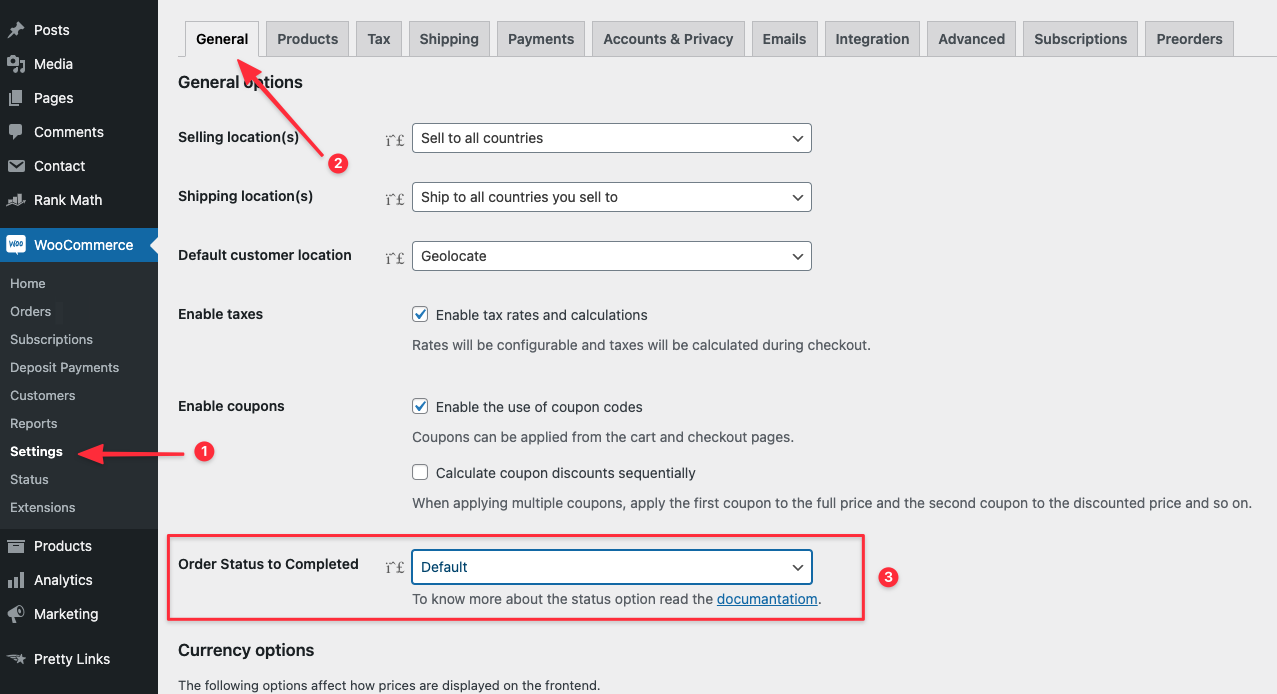 Posts
Media
Pages
Comments
Contact
Rank Math
WOO WooCommerce
Home
Orders
Subscriptions
Deposit Payments
Customers
Reports
Settings
1
Status
Extensions
Products
Analytics
Marketing
Pretty Links
General Products Tax Shipping Payments Accounts & Privacy Emails Integration Advanced Subscriptions Preorders
General options
2
Selling location(s) ïˆ£ Sell to all countries
Shipping location(s) ïˆ£ Ship to all countries you sell to
Default customer location ïˆ£ Geolocate
Enable taxes Enable tax rates and calculations
Rates will be configurable and taxes will be calculated during checkout.
Enable coupons Enable the use of coupon codes
Coupons can be applied from the cart and checkout pages.
Calculate coupon discounts sequentially
When applying multiple coupons, apply the first coupon to the full price and the second coupon to the discounted price and so on.
Order Status to Completed ïˆ£ Default
3
To know more about the status option read the documantatiom.
Currency options
The following options affect how prices are displayed on the frontend.